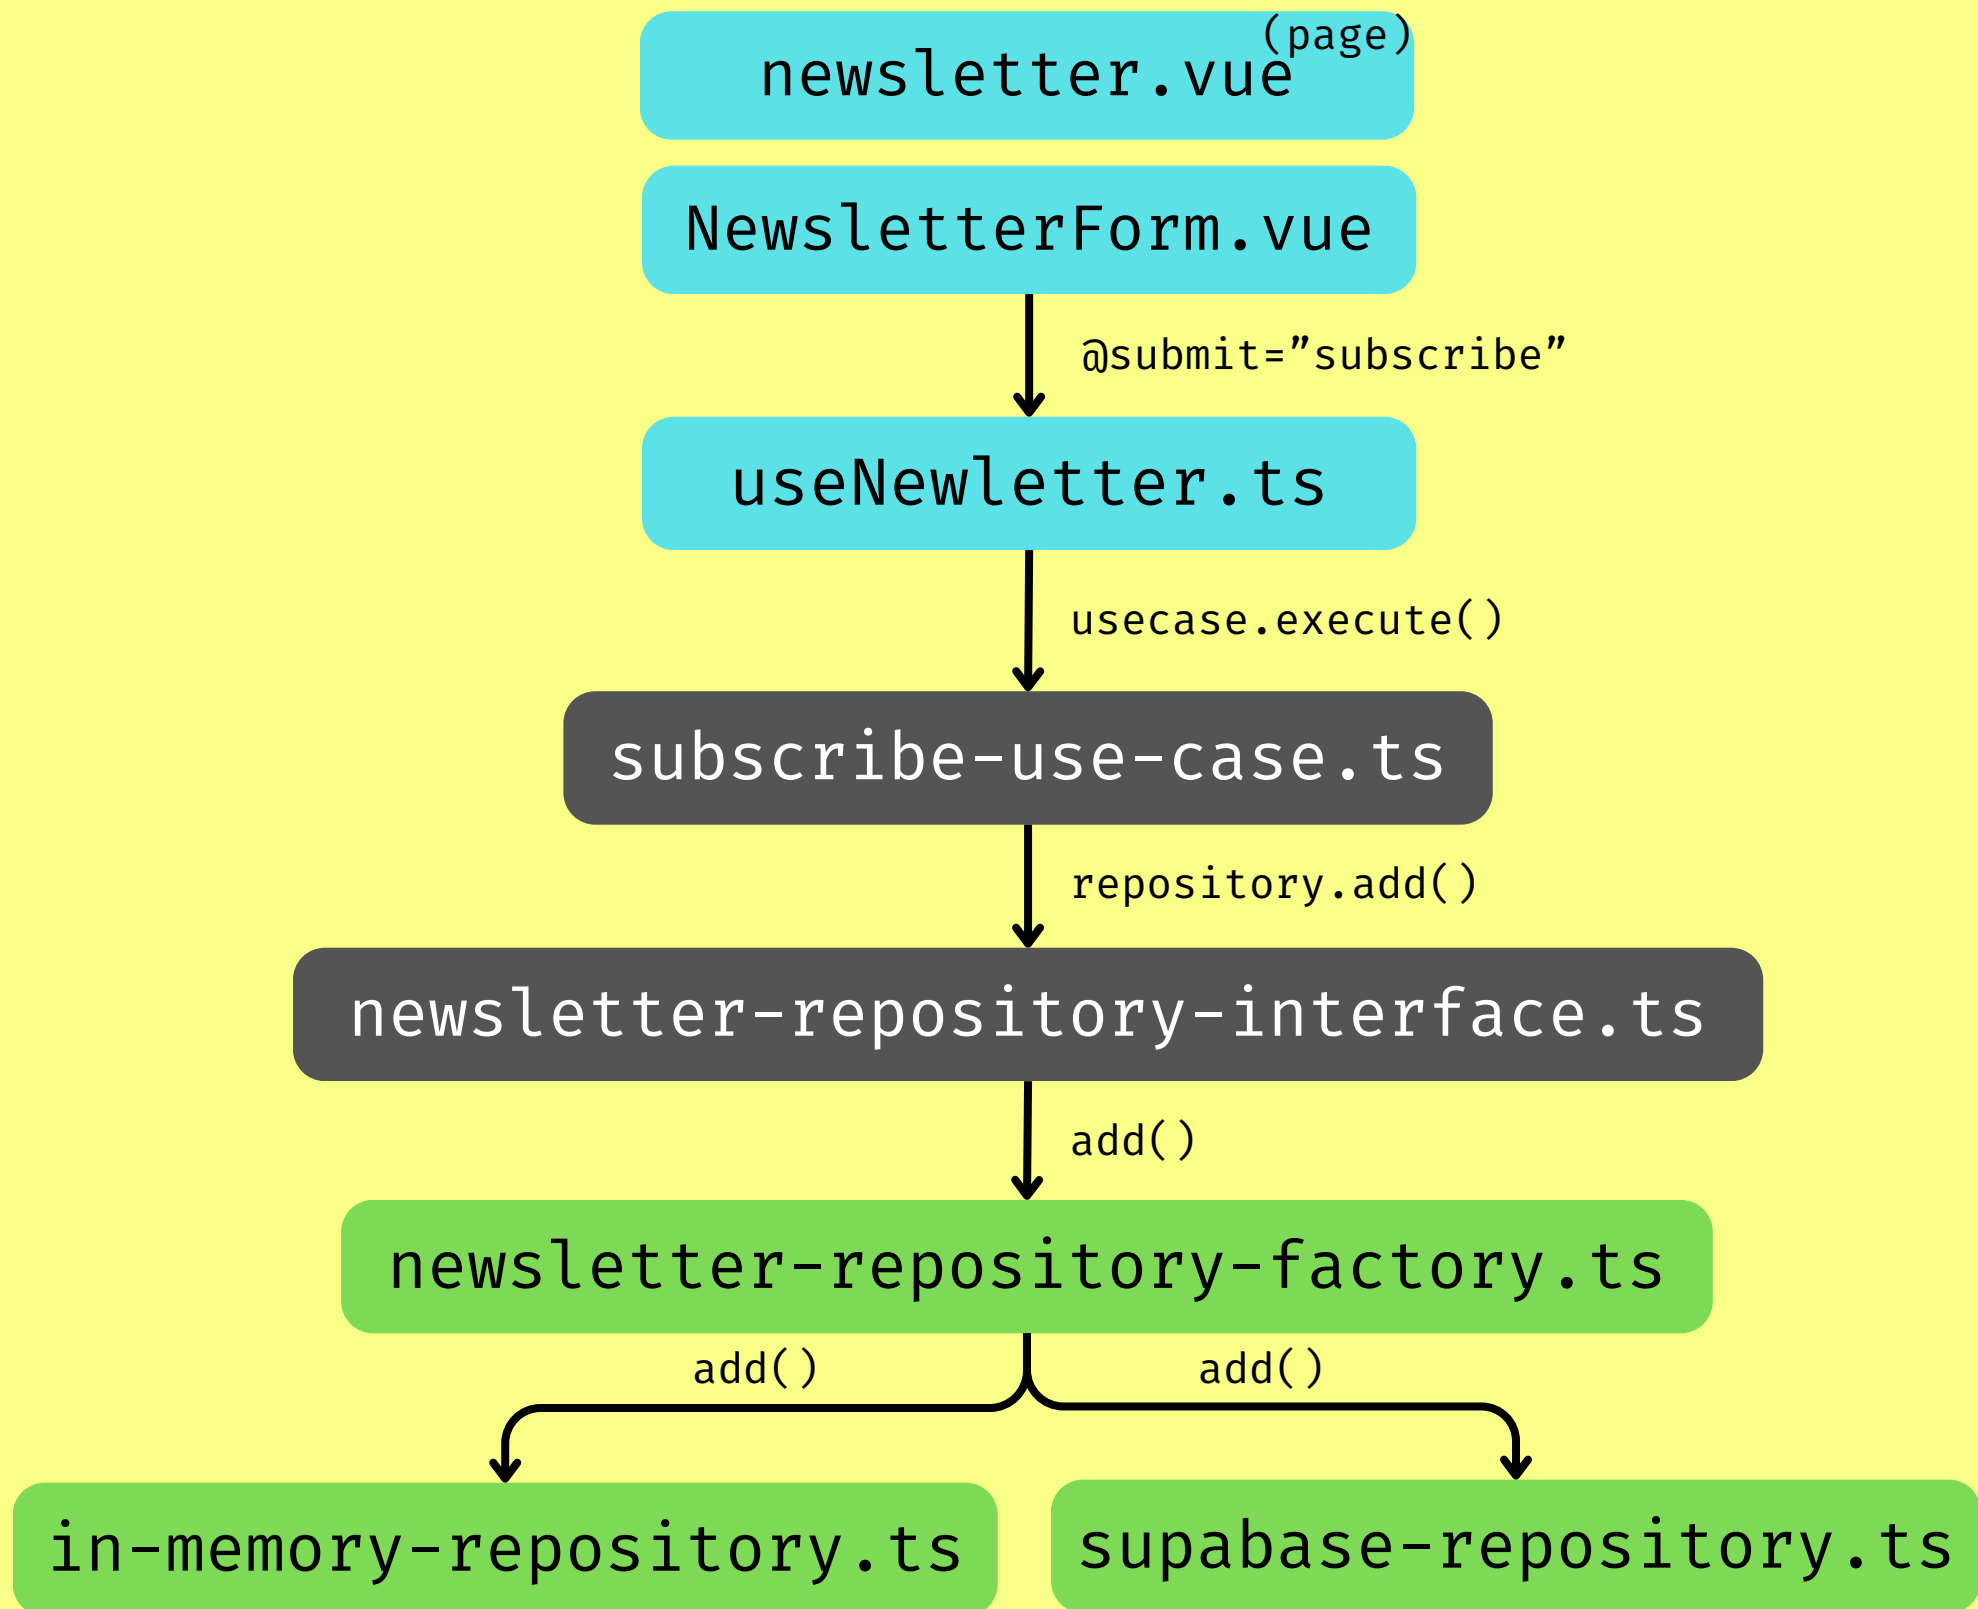 (page)
newsletter.vue
NewsletterForm.vue
@submit=”subscribe”
useNewletter.ts
usecase.execute()
subscribe-use-case.ts
repository.add()
newsletter-repository-interface.ts
add()
newsletter-repository-factory.ts
add()
add()
in-memory-repository.ts
supabase-repository.ts